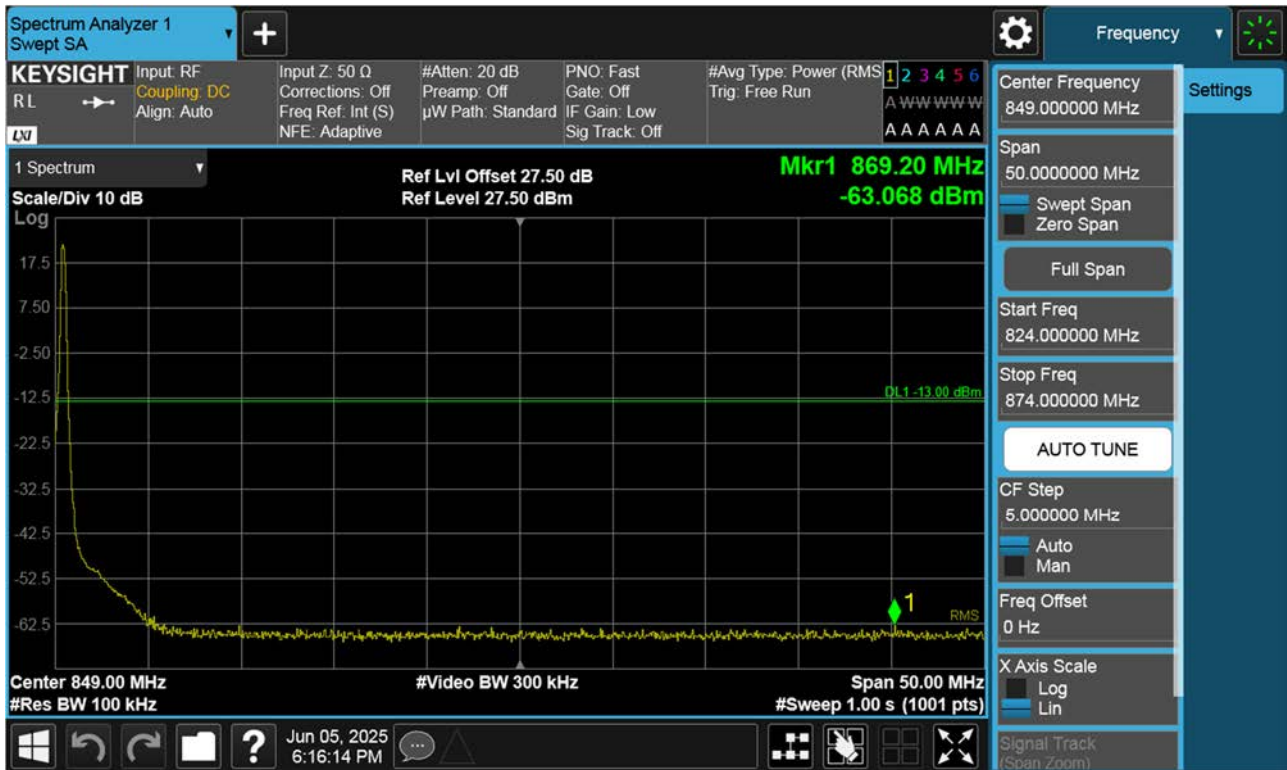 Spectrum Analyzer 1
Swept SA
Frequency
KEYSIGHT
R L
LXI
Input: RF
Coupling: DC
Align: Auto
Input Z: 50 Ω
Corrections: Off
Freq Ref: Int (S)
NFE: Adaptive
#Atten: 20 dB
Preamp: Off
µW Path: Standard
PNO: Fast
Gate: Off
IF Gain: Low
Sig Track: Off
#Avg Type: Power (RMS
Trig: Free Run
1 2 3 4 5 6
A W W W W W
A A A A A A
1 Spectrum
Scale/Div 10 dB
Ref Lvl Offset 27.50 dB
Ref Level 27.50 dBm
Mkr1 869.20 MHz
-63.068 dBm
Log
17.5
7.50
-2.50
-12.5
-22.5
-32.5
-42.5
-52.5
-62.5
DL1 -13.00 dBm
1
RMS
Center 849.00 MHz
#Res BW 100 kHz
#Video BW 300 kHz
Span 50.00 MHz
#Sweep 1.00 s (1001 pts)
Jun 05, 2025
6:16:14 PM
Center Frequency
849.000000 MHz
Span
50.0000000 MHz
Swept Span
Zero Span
Full Span
Start Freq
824.000000 MHz
Stop Freq
874.000000 MHz
AUTO TUNE
CF Step
5.000000 MHz
Auto
Man
Freq Offset
0 Hz
X Axis Scale
Log
Lin
Signal Track
(Span Zoom)
Settings